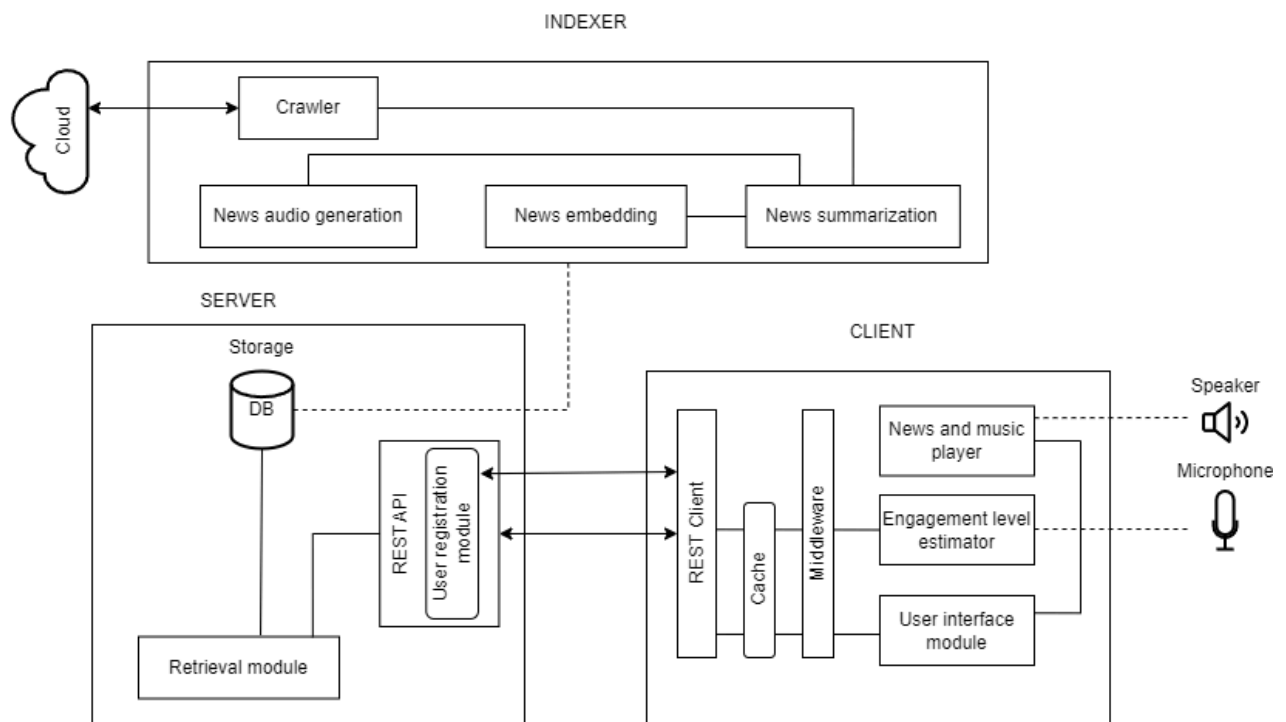 INDEXER
Cloud
Crawler
News audio generation
News embedding
News summarization
SERVER
Storage
DB
REST API
User registration
module
Retrieval module
CLIENT
REST Client
Cache
Middleware
News and music
player
Engagement level
estimator
User interface
module
Speaker
Microphone